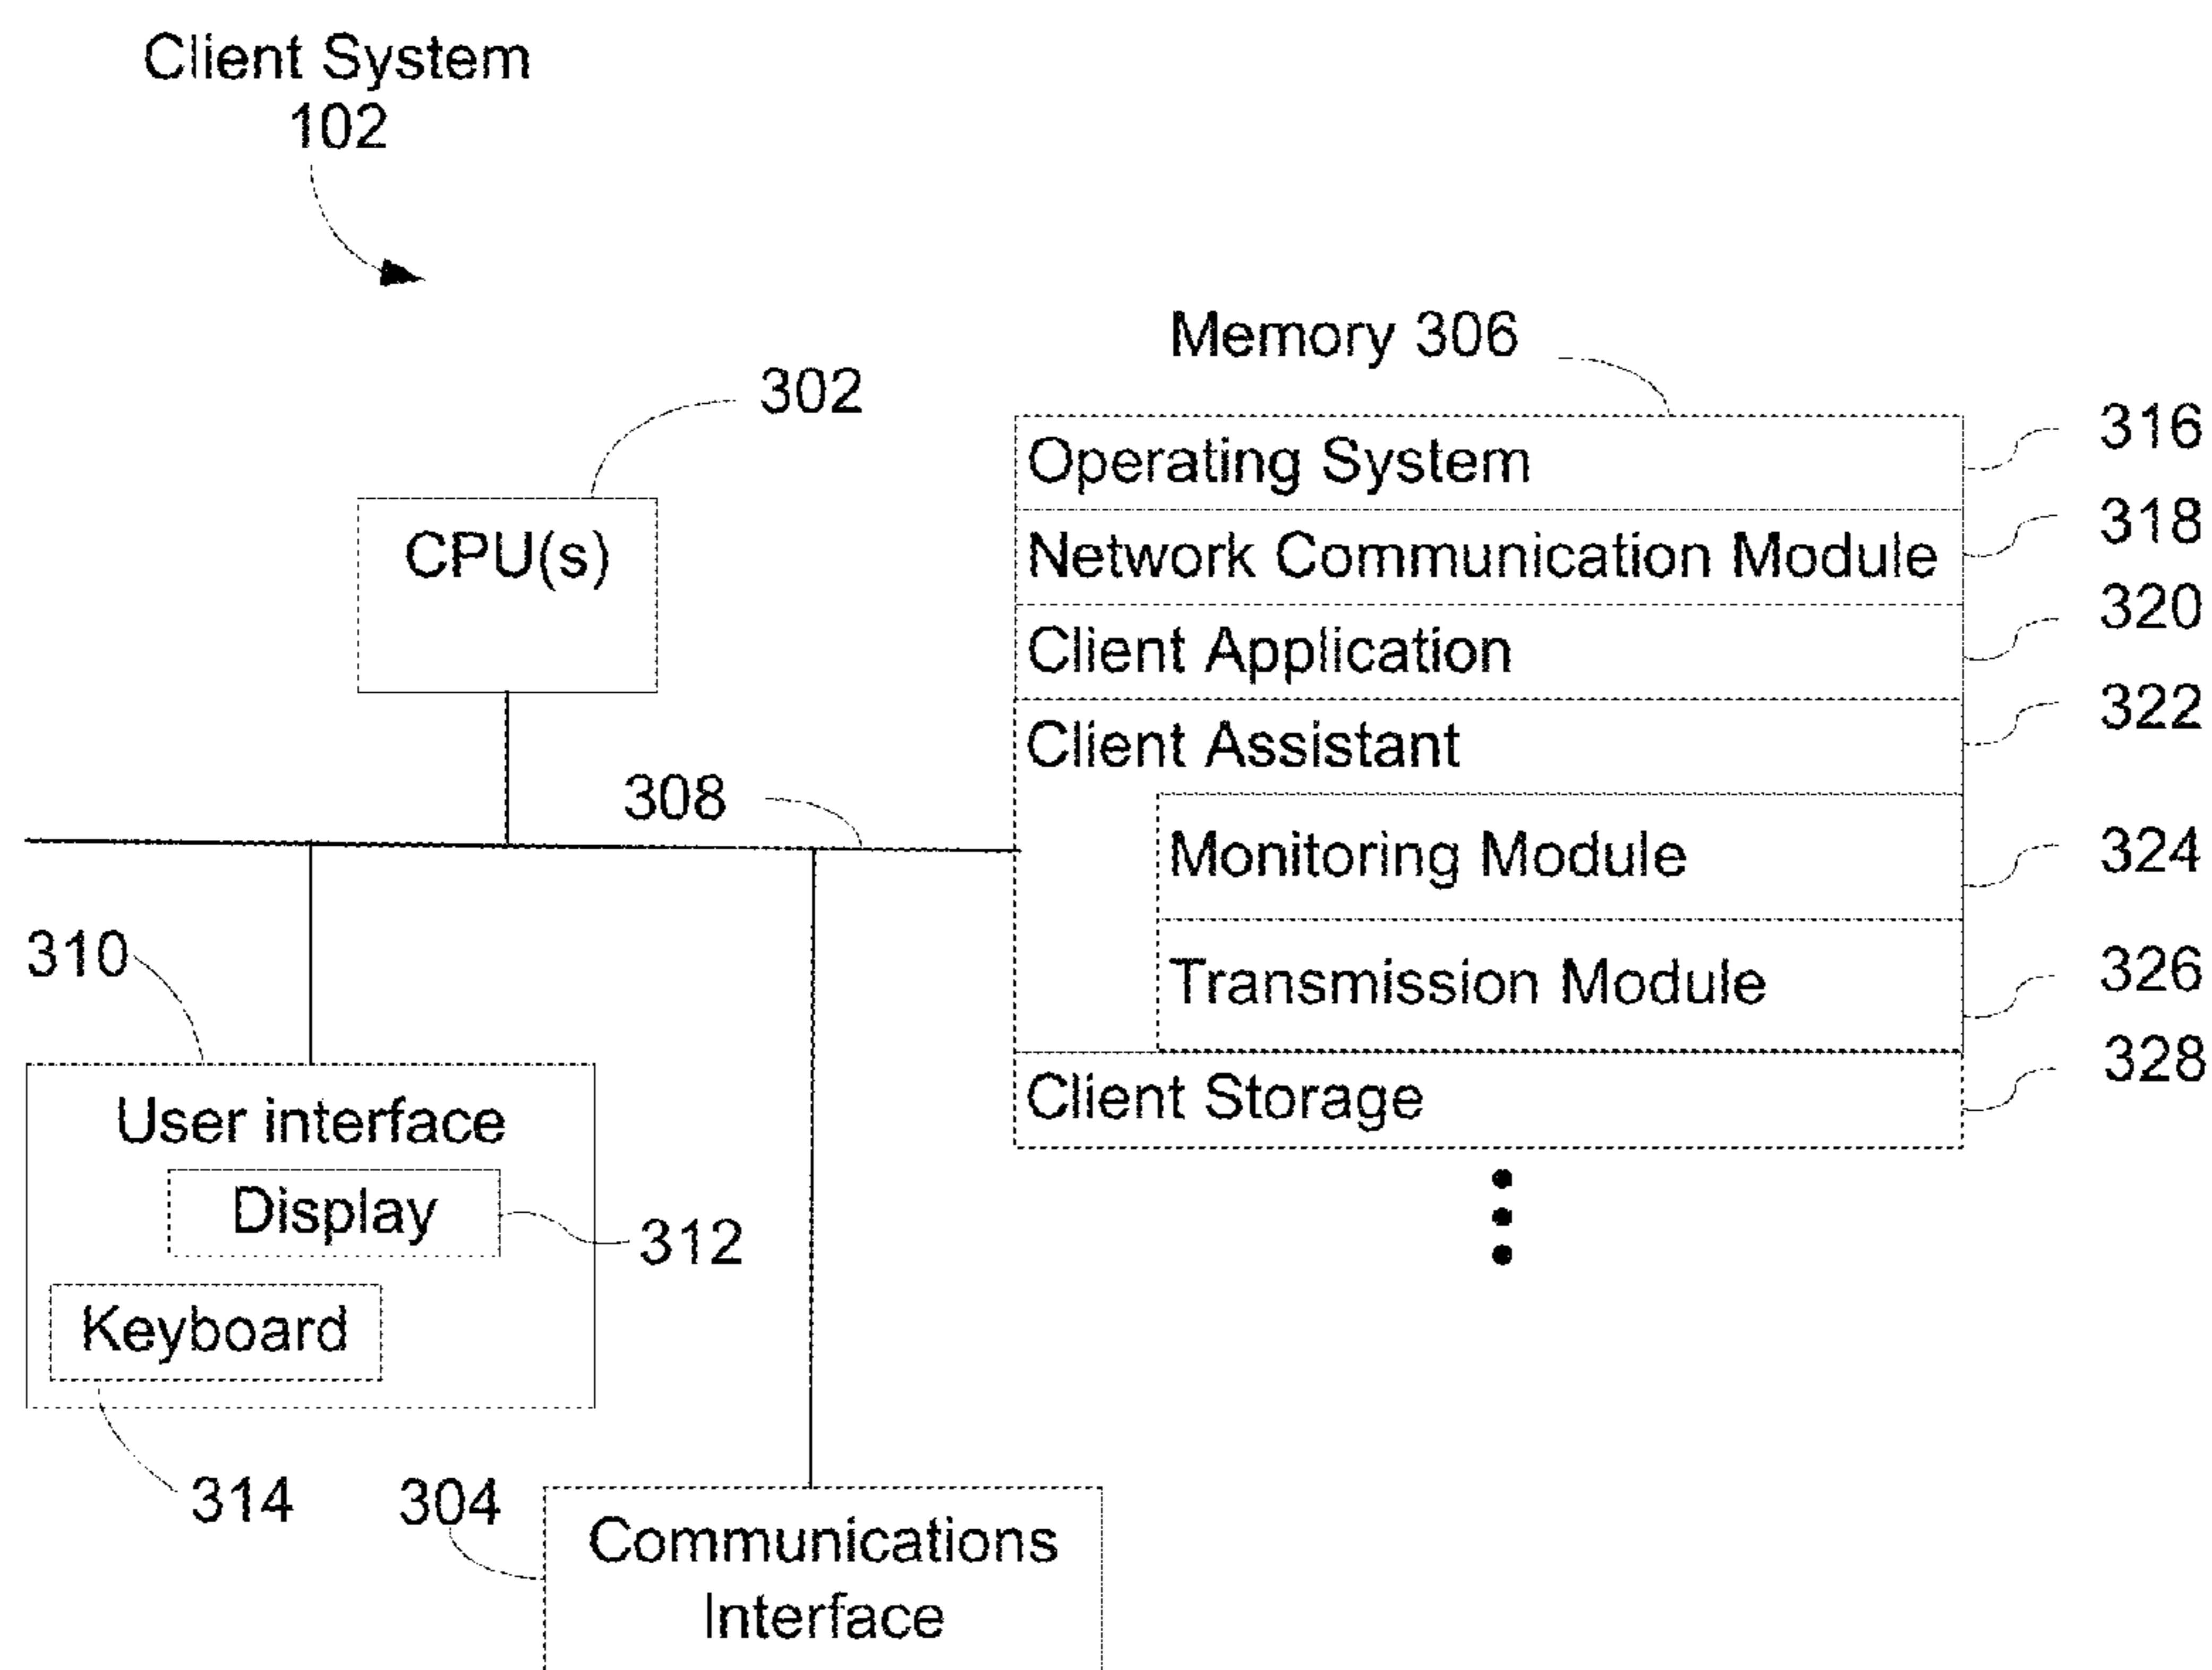 Client System
102
Memory 306
302
CPU(s)
308
Operating System
316
Network Communication Module
318
Client Application
320
Client Assistant
322
Monitoring Module
324
Transmission Module
326
Client Storage
328
310
User interface
Display
312
Keyboard
314
304
Communications
Interface